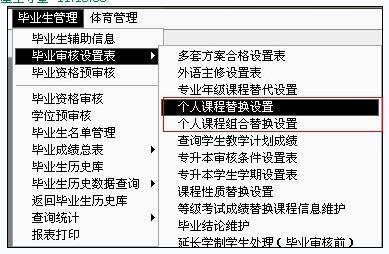 毕业生管理 体育管理
毕业生辅助信息
毕业审核设置表
毕业资格预审核
毕业资格审核
学位预审核
毕业生名单管理
毕业成绩总表
毕业生历史库
毕业生历史数据查询
返回毕业生历史库
查询统计
报表打印
多套方案合格设置表
外语主修设置表
专业年级课程替代设置
个人课程替换设置
个人课程组合替换设置
查询学生教学计划成绩
专升本审核条件设置表
专升本学生学期设置表
课程性质替换设置
等级考试成绩替换课程信息维护
毕业结论维护
延长学制学生处理(毕业审核前)